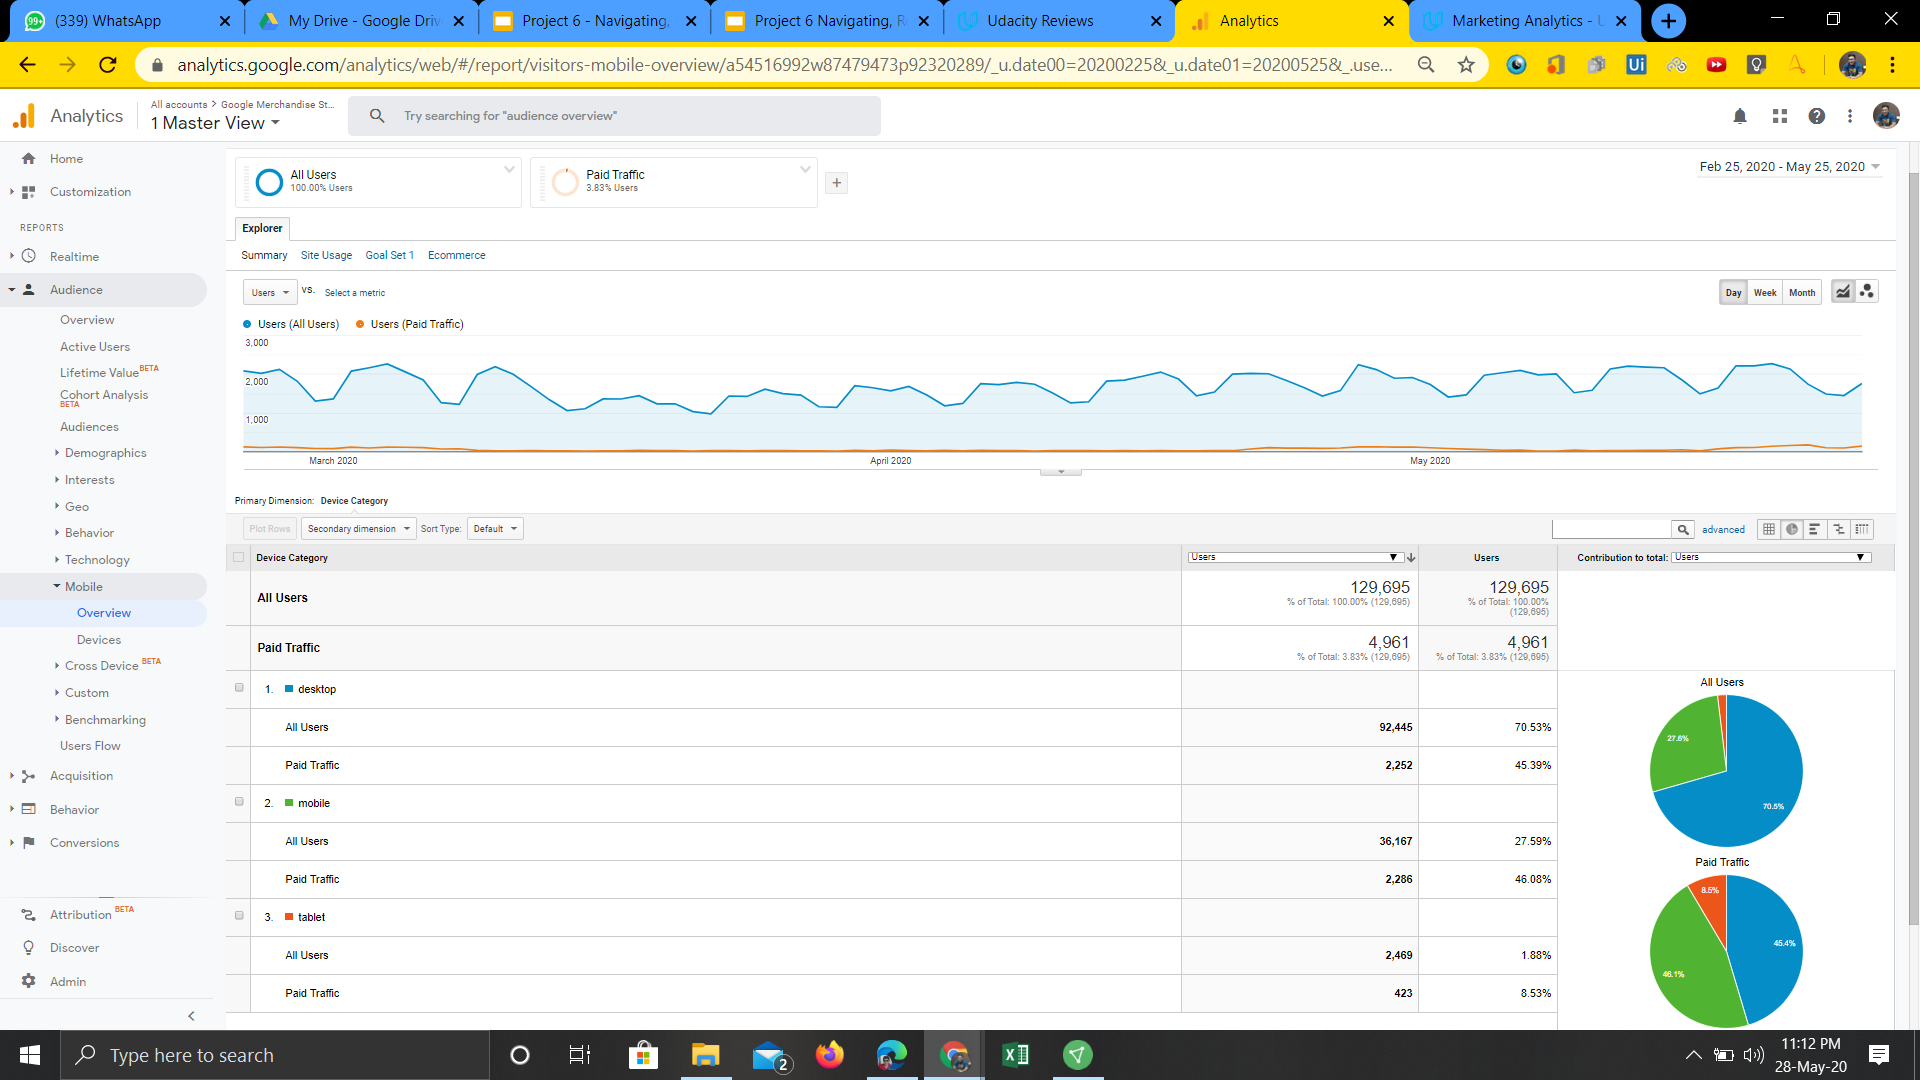 99+ (339) WhatsApp
My Drive - Google Driv
Project 6 - Navigating,
Project 6 Navigating, R
Udacity Reviews
Analytics
Marketing Analytics - U
analytics.google.com/analytics/web/#/report/visitors-mobile-overview/a54516992w87479473p92320289/_u.date00=20200225&_u.date01=20200525&_.use...
Analytics
All accounts > Google Merchandise St...
1 Master View
Try searching for "audience overview"
Home
Customization
REPORTS
Realtime
Audience
Overview
Active Users
Lifetime Value BETA
Cohort Analysis
BETA
Audiences
Demographics
Interests
Geo
Behavior
Technology
Mobile
Overview
Devices
Cross Device BETA
Custom
Benchmarking
Users Flow
Acquisition
Behavior
Conversions
Attribution BETA
Discover
Admin
All Users
100.00% Users
Paid Traffic
3.83% Users
+
Feb 25, 2020 - May 25, 2020
Explorer
Summary Site Usage Goal Set 1 Ecommerce
Users VS. Select a metric
Day Week Month
Users (All Users) Users (Paid Traffic)
3,000
2,000
1,000
March 2020 April 2020 May 2020
Primary Dimension: Device Category
Plot Rows Secondary dimension Sort Type: Default
advanced
Device Category Users Users Contribution to total: Users
All Users 129,695 129,695
% of Total: 100.00% (129,695) % of Total: 100.00%
(129,695)
Paid Traffic 4,961 4,961
% of Total: 3.83% (129,695) % of Total: 3.83% (129,695)
1. desktop
All Users 92,445 70.53%
Paid Traffic 2,252 45.39%
2. mobile
All Users 36,167 27.59%
Paid Traffic 2,286 46.08%
3. tablet
All Users 2,469 1.88%
Paid Traffic 423 8.53%
All Users
27.6%
70.5%
Paid Traffic
8.5%
45.4%
46.1%
Type here to search
2
11:12 PM
28-May-20